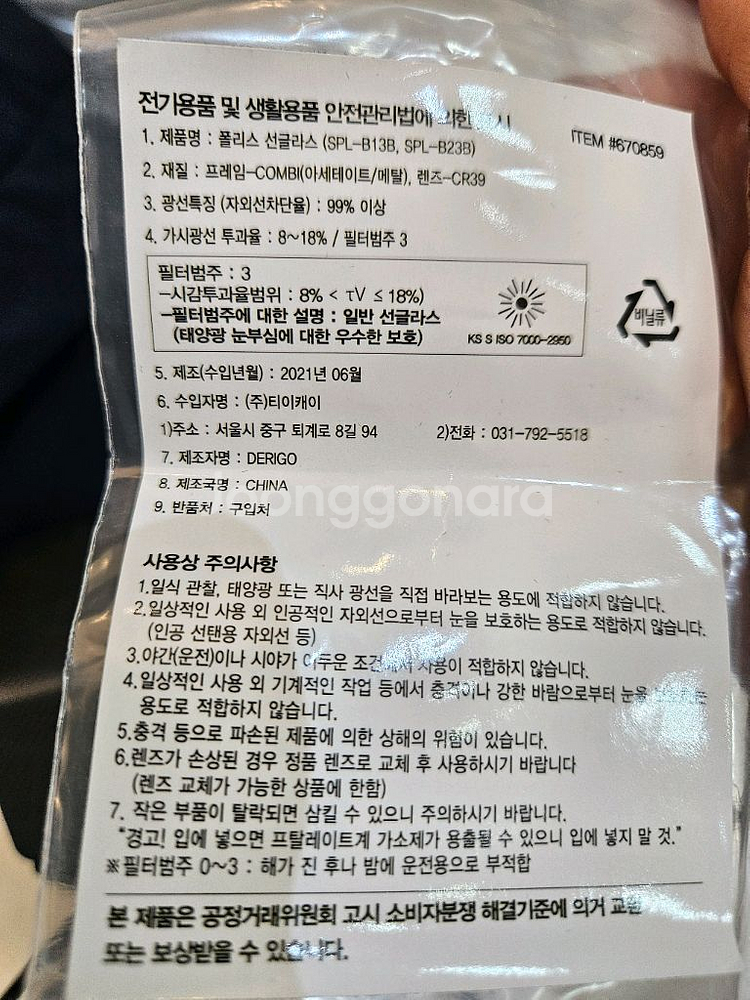 전기용품 및 생활용품 안전관리법에 의한 표시
ITEM #670859
1. 제품명 : 폴리스 선글라스 (SPL-B13B, SPL-B23B)
2. 재질 : 프레임-COMBI(아세테이트/메탈), 렌즈-CR39
3. 광선특징 (자외선차단율) : 99% 이상
4. 가시광선 투과율 : 8~18% / 필터범주 3
필터범주 : 3
-시감투과율범위 : 8% < τV ≤ 18%)
-필터범주에 대한 설명 : 일반 선글라스
(태양광 눈부심에 대한 우수한 보호)
KS S ISO 7000-2950
비닐류
5. 제조(수입년월) : 2021년 06월
6. 수입자명 : (주)티이캐이
1)주소 : 서울시 중구 퇴계로 8길 94 2)전화 : 031-792-5518
7. 제조자명 : DERIGO
8. 제조국명 : CHINA
9. 반품처 : 구입처
joonggonara
사용상 주의사항
1.일식 관찰, 태양광 또는 직사 광선을 직접 바라보는 용도에 적합하지 않습니다.
2.일상적인 사용 외 인공적인 자외선으로부터 눈을 보호하는 용도로 적합하지 않습니다.
(인공 선탠용 자외선 등)
3.야간(운전)이나 시야가 어두운 조건에서 사용이 적합하지 않습니다.
4.일상적인 사용 외 기계적인 작업 등에서 충격이나 강한 바람으로부터 눈을
용도로 적합하지 않습니다.
5.충격 등으로 파손된 제품에 의한 상해의 위험이 있습니다.
6.렌즈가 손상된 경우 정품 렌즈로 교체 후 사용하시기 바랍니다
(렌즈 교체가 가능한 상품에 한함)
7. 작은 부품이 탈락되면 삼킬 수 있으니 주의하시기 바랍니다.
"경고! 입에 넣으면 프탈레이트계 가소제가 용출될 수 있으니 입에 넣지 말 것."
※필터범주 0~3 : 해가 진 후나 밤에 운전용으로 부적합
본 제품은 공정거래위원회 고시 소비자분쟁 해결기준에 의거 교환
또는 보상받을 수 있습니다.